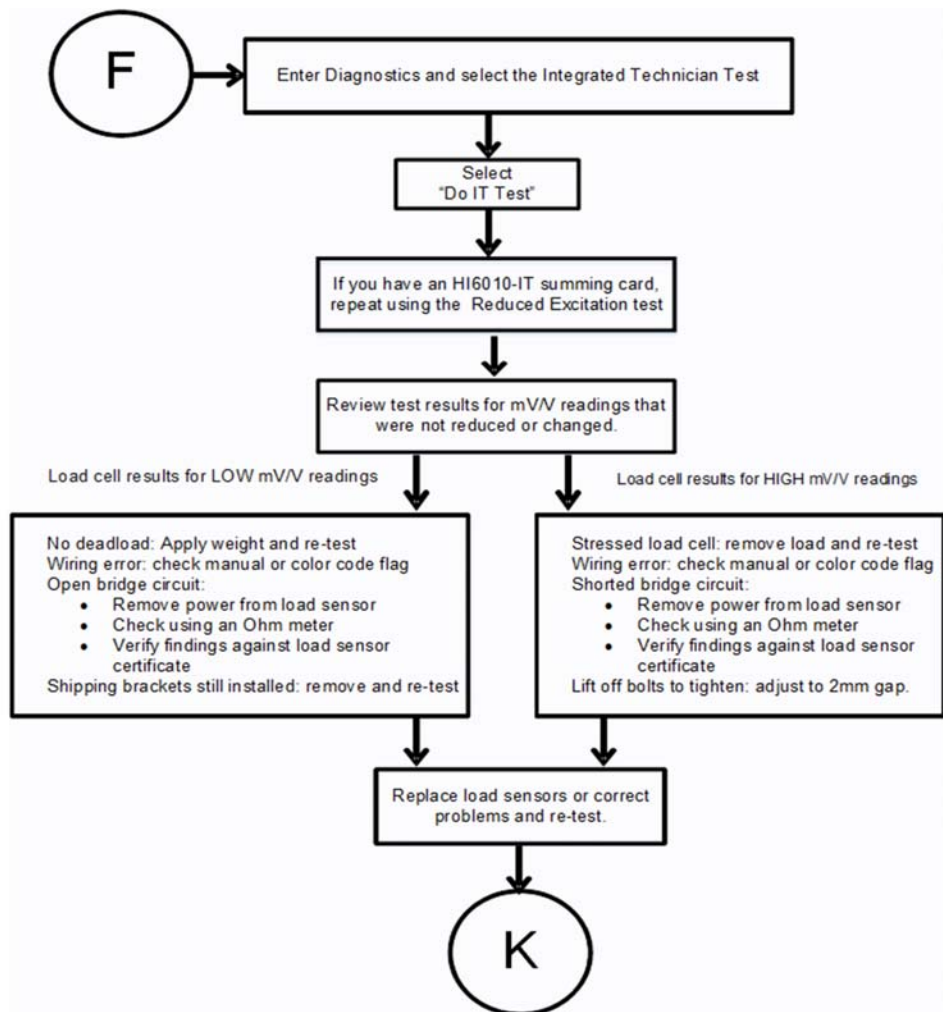 F
Enter Diagnostics and select the Integrated Technician Test
Select
"Do IT Test"
If you have an HI6010-IT summing card,
repeat using the Reduced Excitation test
Review test results for mV/V readings that
were not reduced or changed.
Load cell results for LOW mV/V readings
Load cell results for HIGH mV/V readings
No deadload: Apply weight and re-test
Wiring error: check manual or color code flag
Open bridge circuit:
• Remove power from load sensor
• Check using an Ohm meter
• Verify findings against load sensor
certificate
Shipping brackets still installed: remove and re-test
Stressed load cell: remove load and re-test
Wiring error: check manual or color code flag
Shorted bridge circuit:
• Remove power from load sensor
• Check using an Ohm meter
• Verify findings against load sensor
certificate
Lift off bolts to tighten: adjust to 2mm gap.
Replace load sensors or correct
problems and re-test.
K